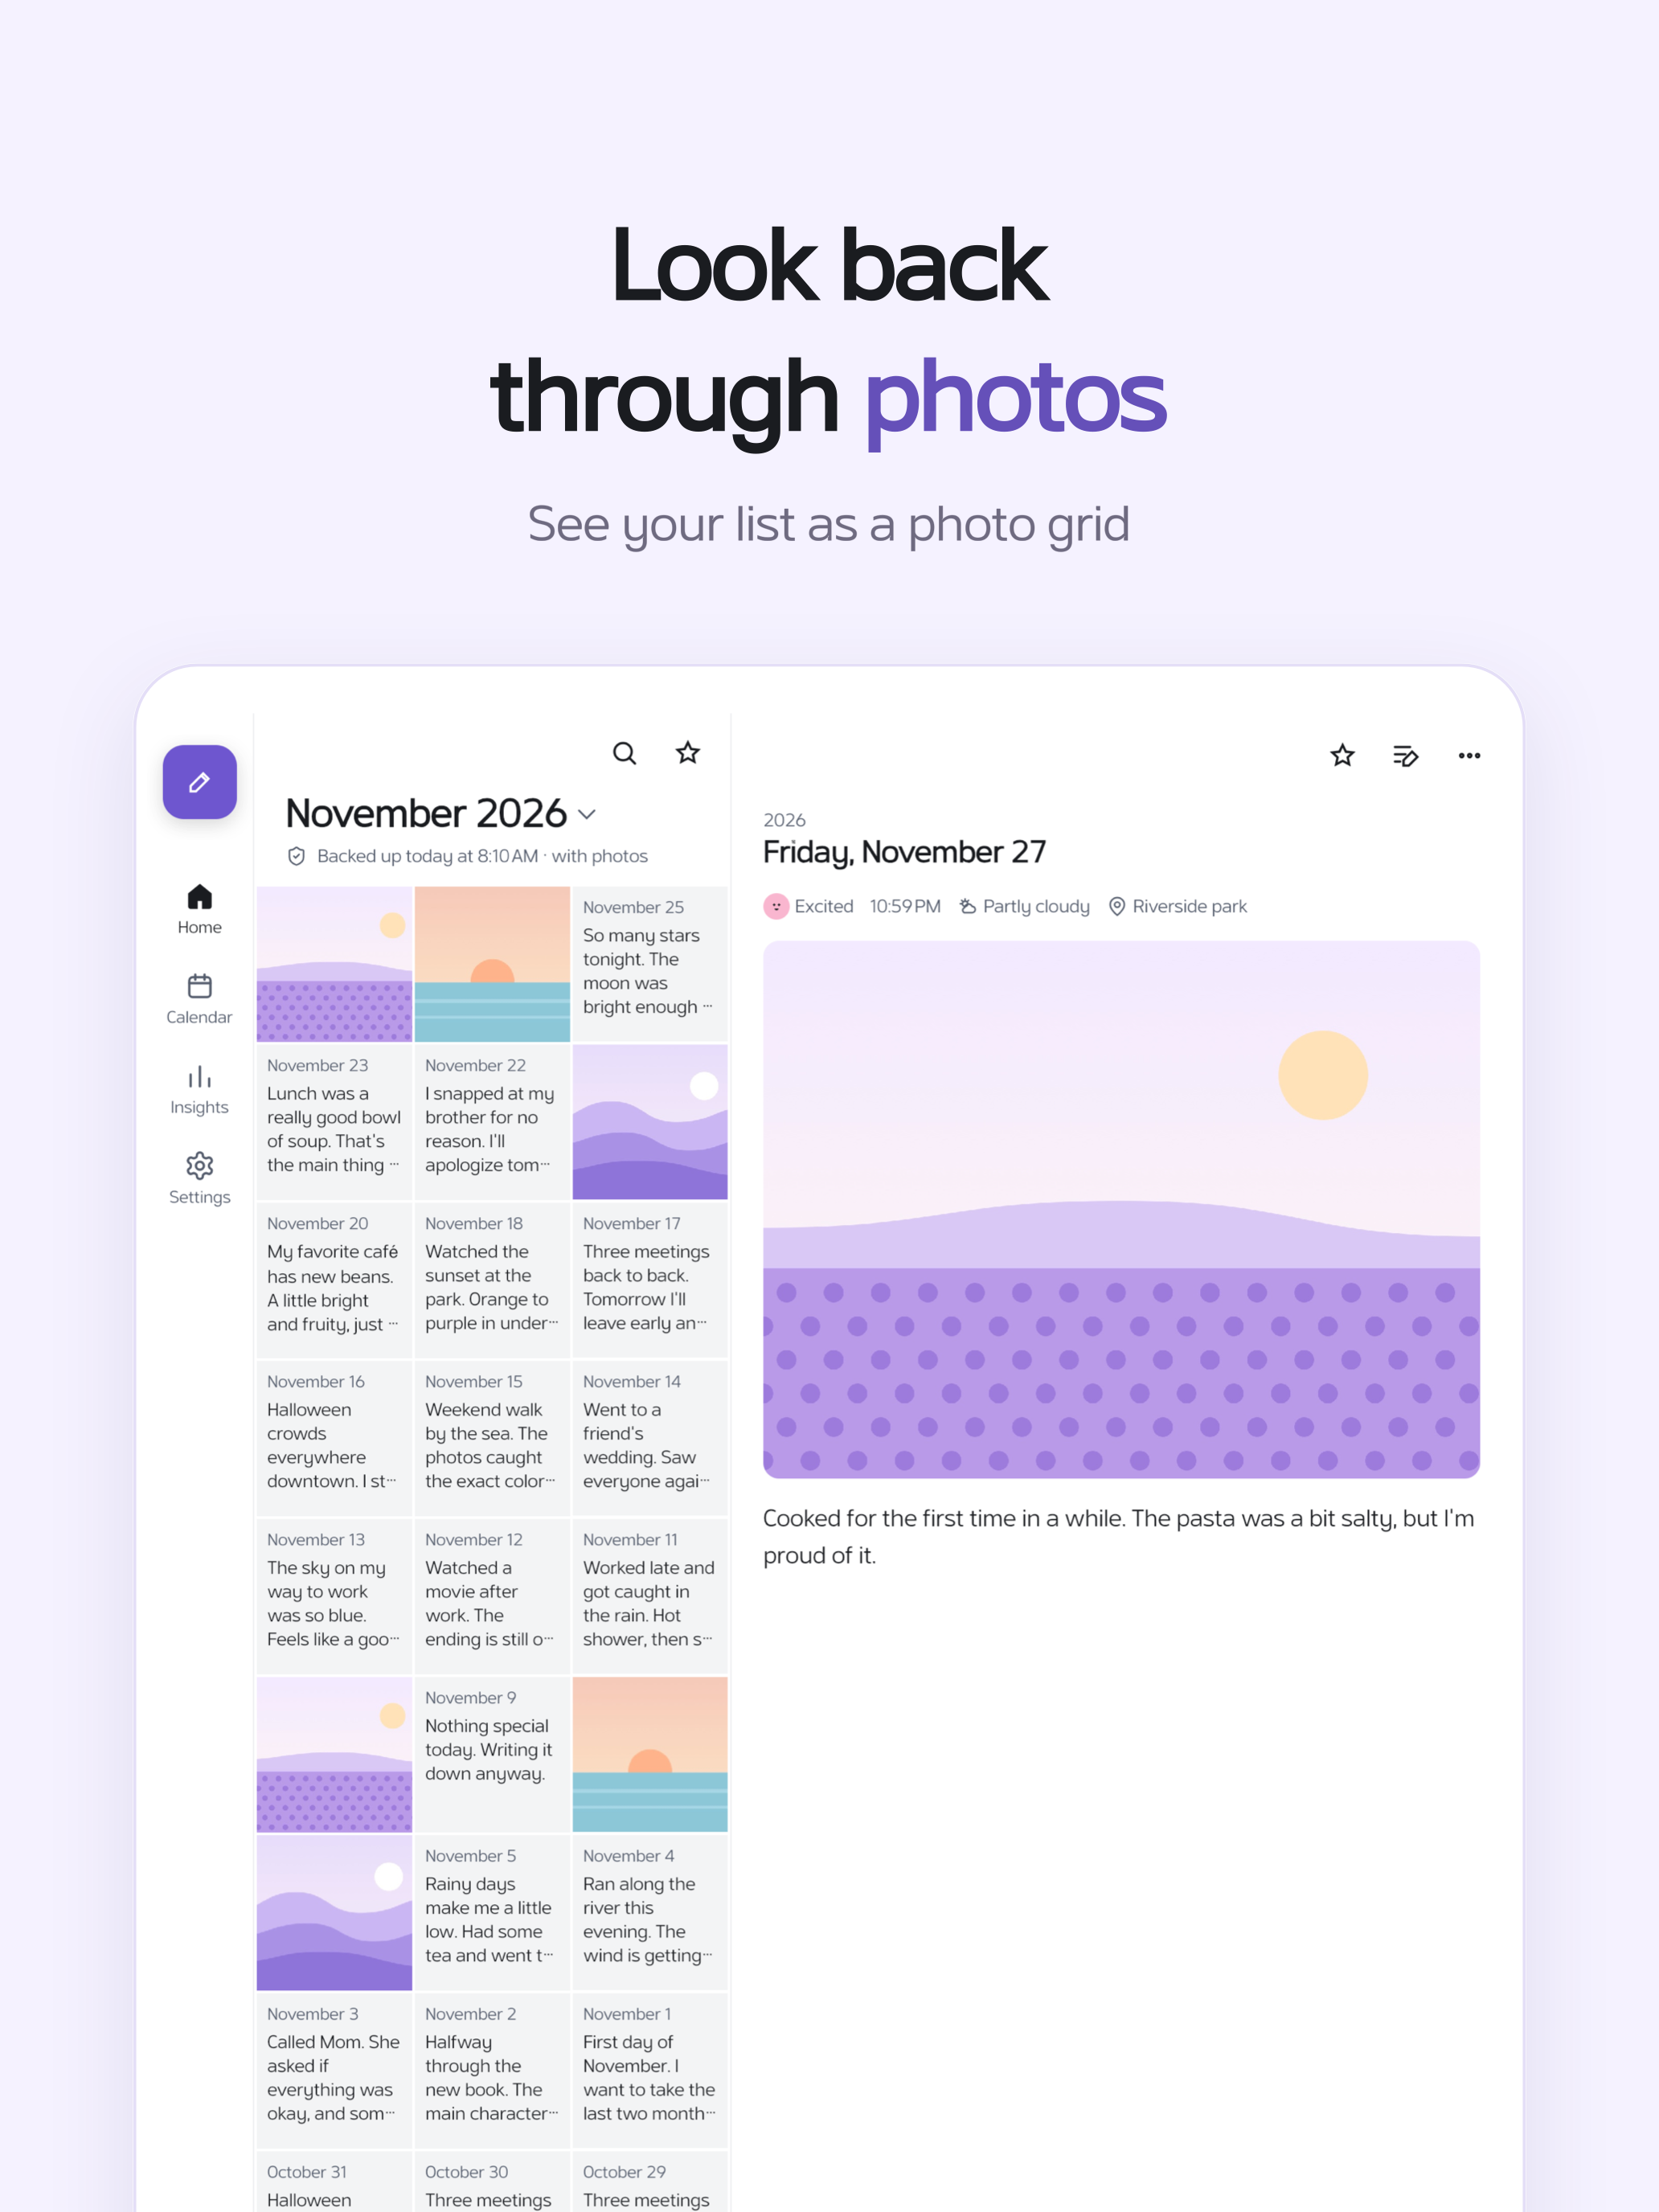 Look back
through photos
See your list as a photo grid
Home
Calendar
Insights
Settings
November 2026
Backed up today at 8:10 AM · with photos
November 25
So many stars
tonight. The
moon was
bright enough ···
November 23
Lunch was a
really good bowl
of soup. That's
the main thing ···
November 22
I snapped at my
brother for no
reason. I'll
apologize tom···
November 20
My favorite café
has new beans.
A little bright
and fruity, just ···
November 18
Watched the
sunset at the
park. Orange to
purple in under···
November 17
Three meetings
back to back.
Tomorrow I'll
leave early an···
November 16
Halloween
crowds
everywhere
downtown. I st···
November 15
Weekend walk
by the sea. The
photos caught
the exact color···
November 14
Went to a
friend's
wedding. Saw
everyone agai···
November 13
The sky on my
way to work
was so blue.
Feels like a goo···
November 12
Watched a
movie after
work. The
ending is still o···
November 11
Worked late and
got caught in
the rain. Hot
shower, then s···
November 9
Nothing special
today. Writing it
down anyway.
November 5
Rainy days
make me a little
low. Had some
tea and went t···
November 4
Ran along the
river this
evening. The
wind is getting···
November 3
Called Mom. She
asked if
everything was
okay, and som···
November 2
Halfway
through the
new book. The
main character···
November 1
First day of
November. I
want to take the
last two month···
October 31
Halloween
October 30
Three meetings
October 29
Three meetings
2026
Friday, November 27
Excited 10:59 PM Partly cloudy Riverside park
Cooked for the first time in a while. The pasta was a bit salty, but I'm
proud of it.